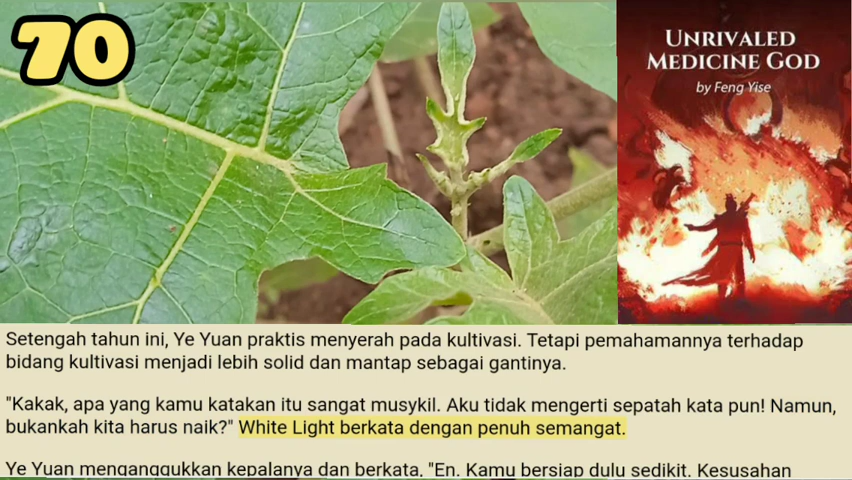 70
UNRIVALED
MEDICINE GOD
by Feng Yise
Setengah tahun ini, Ye Yuan praktis menyerah pada kultivasi. Tetapi pemahamannya terhadap
bidang kultivasi menjadi lebih solid dan mantap sebagai gantinya.
"Kakak, apa yang kamu katakan itu sangat musykil. Aku tidak mengerti sepatah kata pun! Namun,
bukankah kita harus naik?" White Light berkata dengan penuh semangat.
Ye Yuan menganggukkan kepalanya dan berkata, "En. Kamu bersiap dulu sedikit. Kesusahan